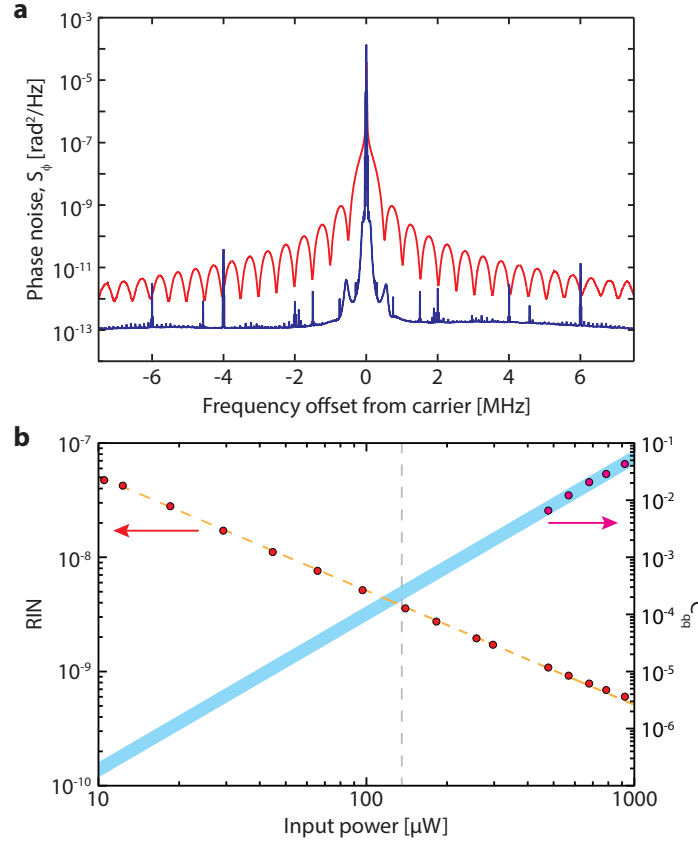 a
10⁻³
10⁻⁵
10⁻⁷
10⁻⁹
10⁻¹¹
10⁻¹³
Phase noise, S_ϕ [rad²/Hz]
-6 -4 -2 0 2 4 6
Frequency offset from carrier [MHz]
b
10⁻⁷
10⁻⁸
10⁻⁹
10⁻¹⁰
RIN
10⁻¹
10⁻²
10⁻³
10⁻⁴
10⁻⁵
10⁻⁶
C_qq
10 100 1000
Input power [μW]